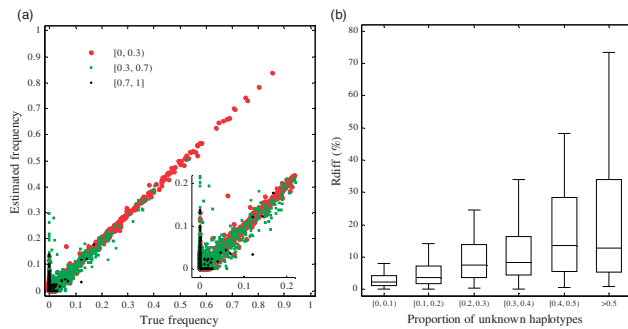 (a)
1
0.9
0.8
0.7
0.6
0.5
0.4
0.3
0.2
0.1
0
Estimated frequency
[0, 0.3)
[0.3, 0.7)
[0.7, 1]
0.2
0.1
0
0 0.1 0.2
0 0.1 0.2 0.3 0.4 0.5 0.6 0.7 0.8 0.9 1
True frequency
(b)
80
70
60
50
40
30
20
10
0
Rdiff (%)
[0, 0.1) [0.1, 0.2) [0.2, 0.3) [0.3, 0.4) [0.4, 0.5) >0.5
Proportion of unknown haplotypes